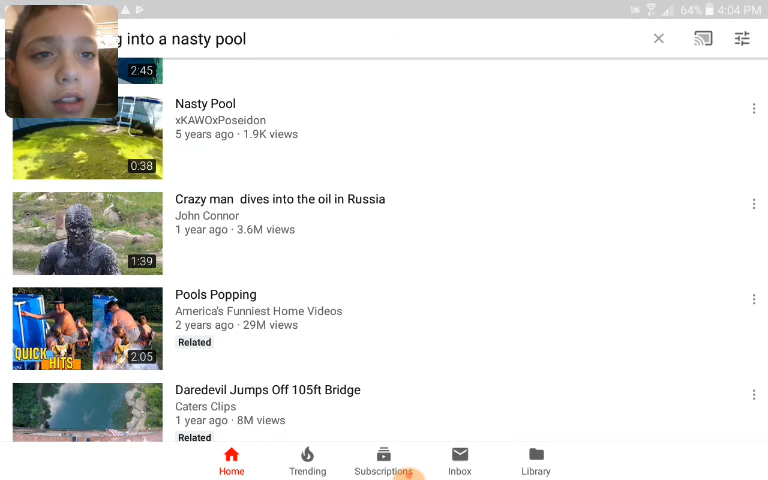 64% 4:04 PM
g into a nasty pool
2:45
Nasty Pool
xKAWOxPoseidon
5 years ago · 1.9K views
0:38
Crazy man dives into the oil in Russia
John Connor
1 year ago · 3.6M views
1:39
Pools Popping
America's Funniest Home Videos
2 years ago · 29M views
Related
QUICK
HITS
2:05
Daredevil Jumps Off 105ft Bridge
Caters Clips
1 year ago · 8M views
Related
Home Trending Subscriptions Inbox Library